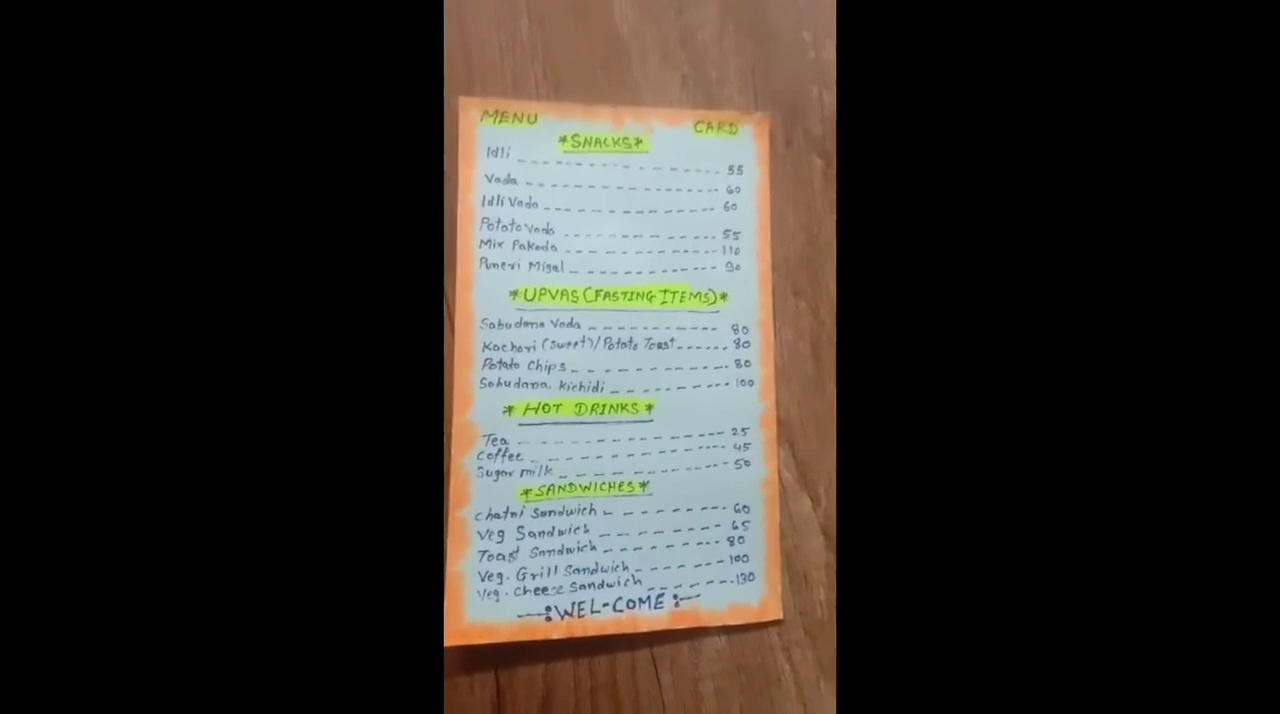 MENU CARD
*SNACKS*
Idli ---------------- 55
Vada ---------------- 60
Idli Vada ---------------- 60
Potato Vada ------------ 55
Mix Pakoda ------------ 110
Puneri Migal ------------ 90
*UPVAS (FASTING ITEMS)*
Sabudana Vada ------------ 80
Kachori (sweet)/Potato Toast ------ 80
Potato Chips ------------ 80
Sabudana. kichidi ------------ 100
* HOT DRINKS *
Tea ---------------- 25
Coffee ---------------- 45
Sugar milk ------------ 50
*SANDWICHES*
Chatni Sandwich -------- 60
Veg Sandwich -------- 65
Toast Sandwich -------- 80
Veg. Grill Sandwich ------ 100
Veg. Cheese Sandwich ------ 130
WEL-COME